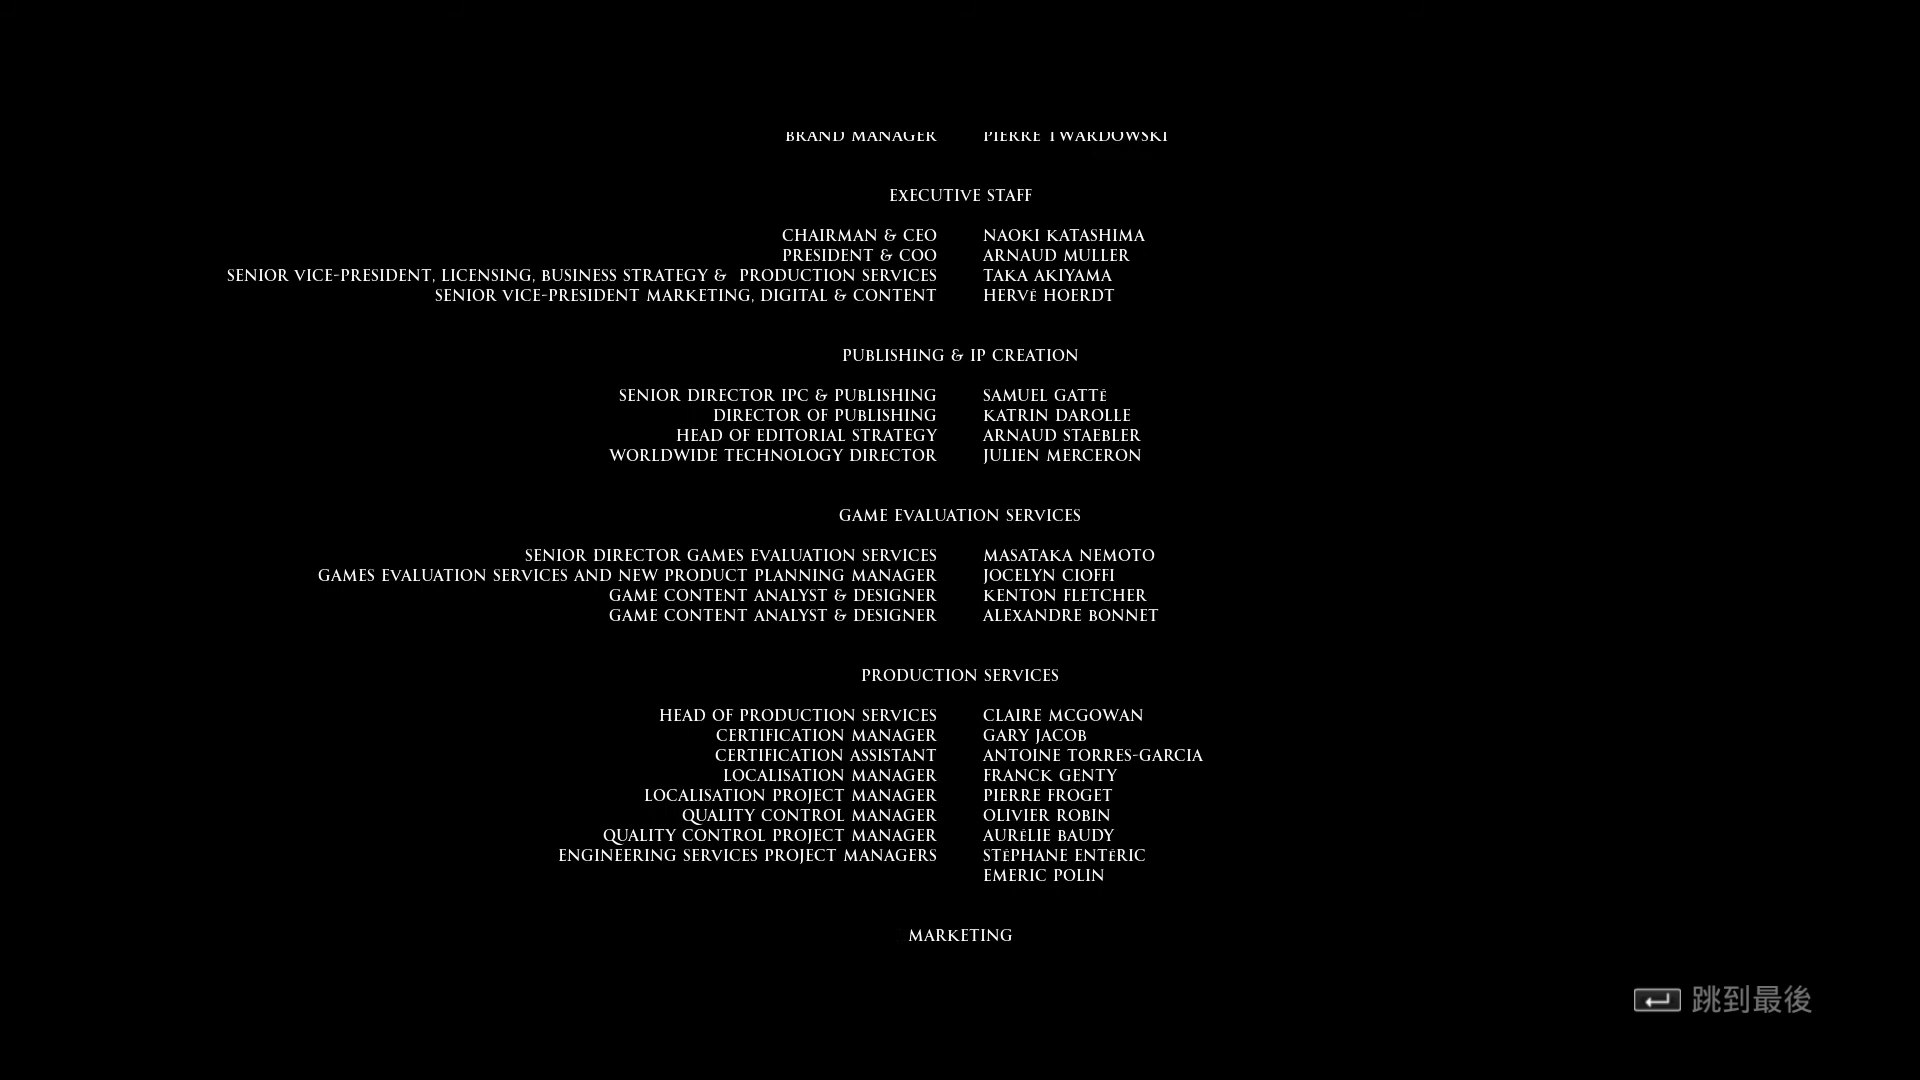 BRAND MANAGER PIERRE TWARDOWSKI
EXECUTIVE STAFF
CHAIRMAN & CEO NAOKI KATASHIMA
PRESIDENT & COO ARNAUD MULLER
SENIOR VICE-PRESIDENT, LICENSING, BUSINESS STRATEGY & PRODUCTION SERVICES TAKA AKIYAMA
SENIOR VICE-PRESIDENT MARKETING, DIGITAL & CONTENT HERVÉ HOERDT
PUBLISHING & IP CREATION
SENIOR DIRECTOR IPC & PUBLISHING SAMUEL GATTÉ
DIRECTOR OF PUBLISHING KATRIN DAROLLE
HEAD OF EDITORIAL STRATEGY ARNAUD STAEBLER
WORLDWIDE TECHNOLOGY DIRECTOR JULIEN MERCERON
GAME EVALUATION SERVICES
SENIOR DIRECTOR GAMES EVALUATION SERVICES MASATAKA NEMOTO
GAMES EVALUATION SERVICES AND NEW PRODUCT PLANNING MANAGER JOCELYN CIOFFI
GAME CONTENT ANALYST & DESIGNER KENTON FLETCHER
GAME CONTENT ANALYST & DESIGNER ALEXANDRE BONNET
PRODUCTION SERVICES
HEAD OF PRODUCTION SERVICES CLAIRE MCGOWAN
CERTIFICATION MANAGER GARY JACOB
CERTIFICATION ASSISTANT ANTOINE TORRES-GARCIA
LOCALISATION MANAGER FRANCK GENTY
LOCALISATION PROJECT MANAGER PIERRE FROGET
QUALITY CONTROL MANAGER OLIVIER ROBIN
QUALITY CONTROL PROJECT MANAGER AURÉLIE BAUDY
ENGINEERING SERVICES PROJECT MANAGERS STÉPHANE ENTÉRIC
EMERIC POLIN
MARKETING
跳到最後